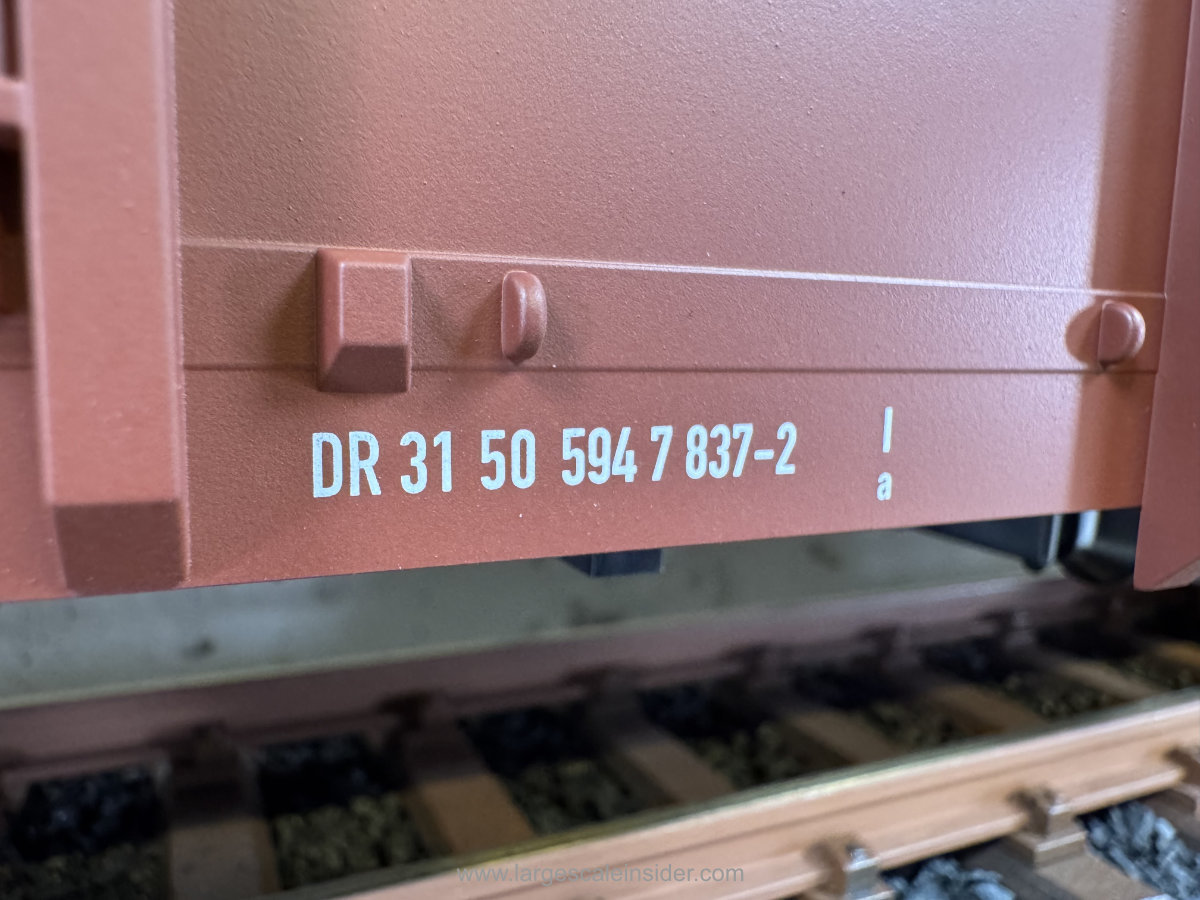 DR 31 50 594 7 837-2
l
a
www.largescaleinsider.com